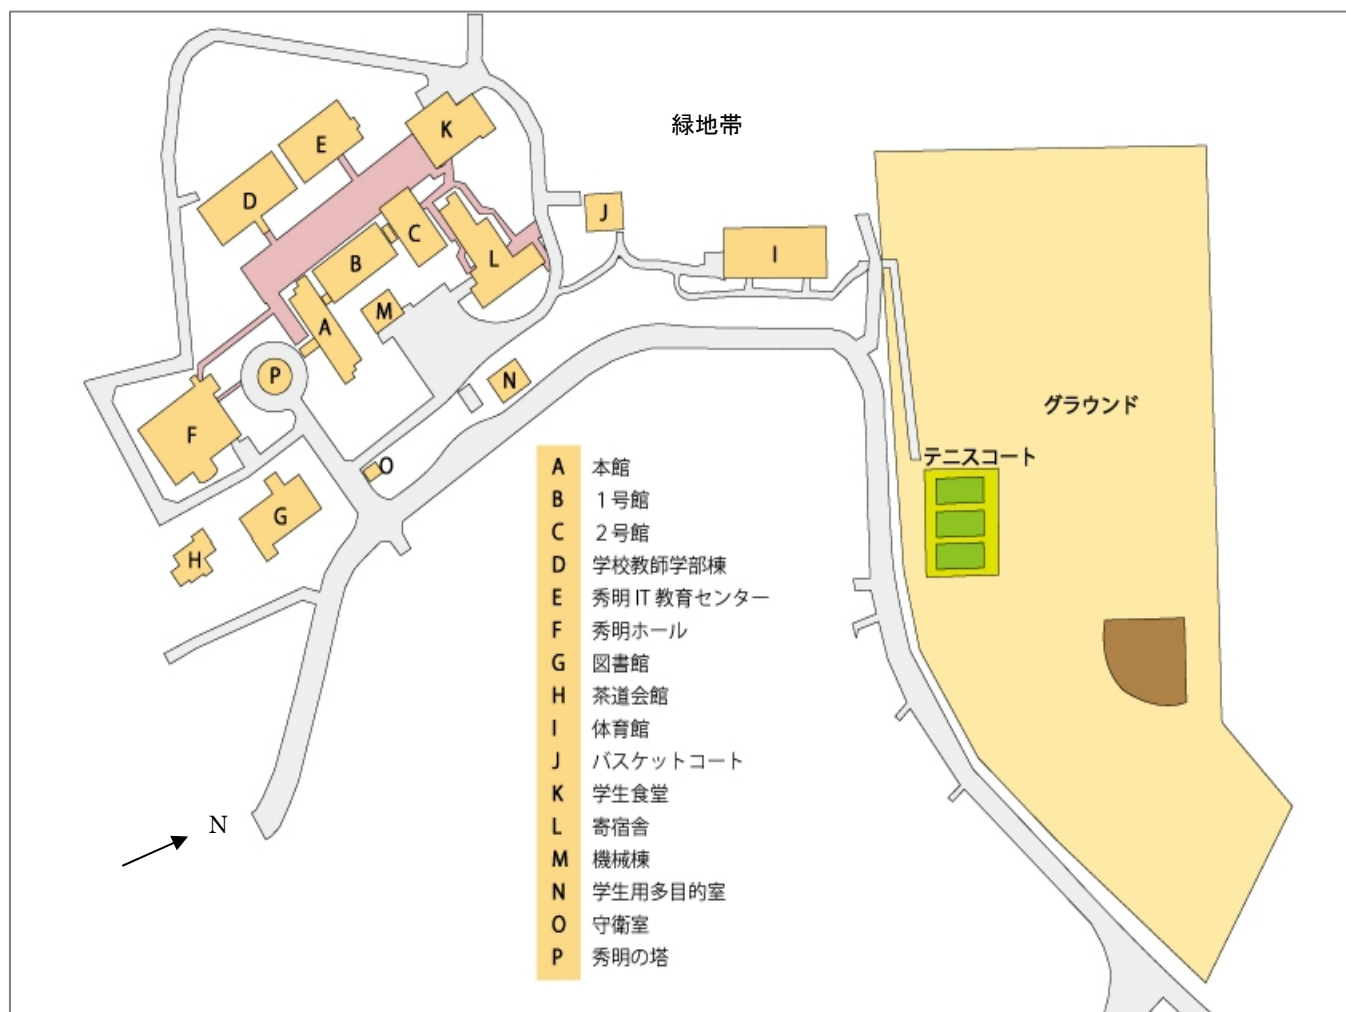 緑地帯
K
E
D
J
C
I
L
B
M
A
P
N
グラウンド
F
テニスコート
O
G
H
A 本館
B １号館
C ２号館
D 学校教師学部棟
E 秀明 IT 教育センター
F 秀明ホール
G 図書館
H 茶道会館
I 体育館
J バスケットコート
K 学生食堂
L 寄宿舎
M 機械棟
N 学生用多目的室
O 守衛室
P 秀明の塔
N